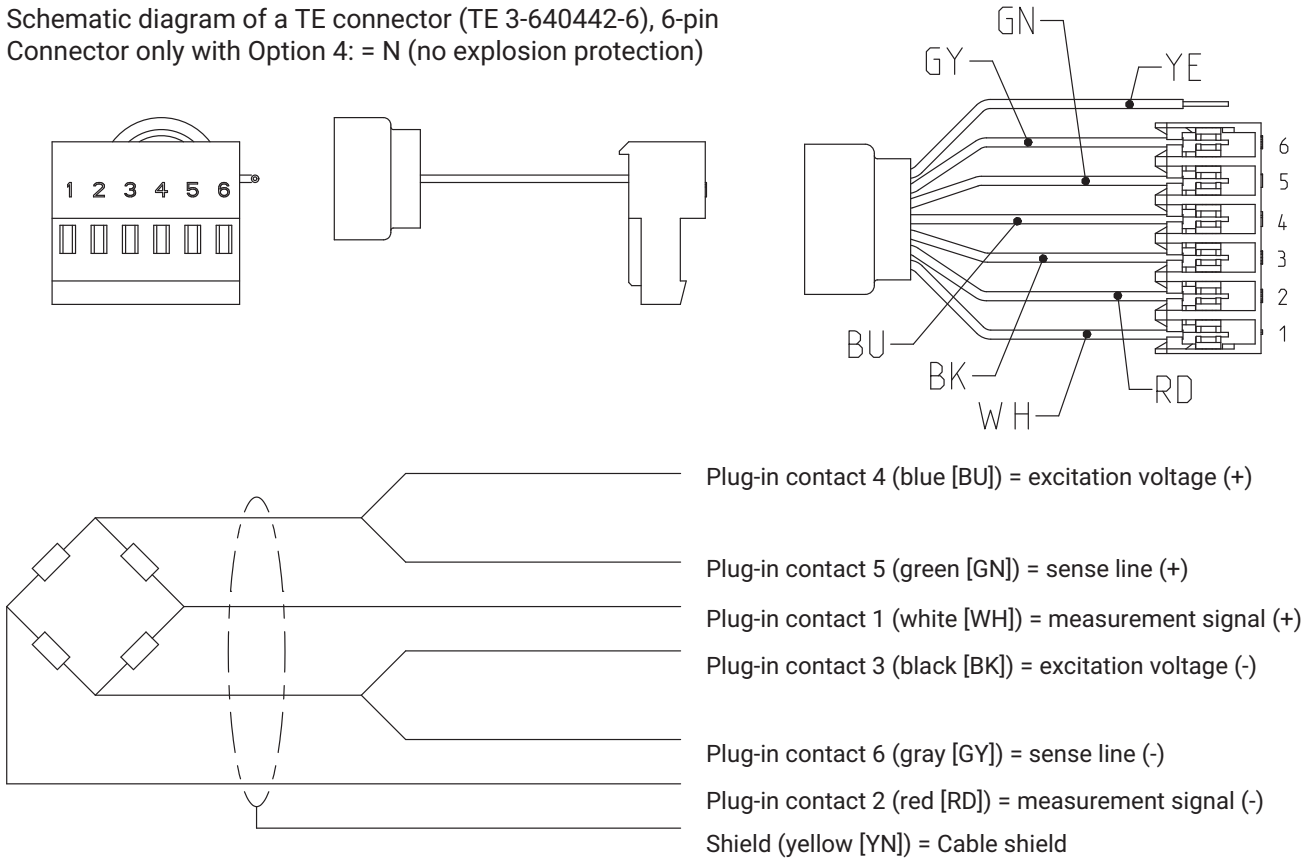 Schematic diagram of a TE connector (TE 3-640442-6), 6-pin
Connector only with Option 4: = N (no explosion protection)
1 2 3 4 5 6
GN
GY
YE
6
5
4
3
2
1
BU
BK
WH
RD
Plug-in contact 4 (blue [BU]) = excitation voltage (+)
Plug-in contact 5 (green [GN]) = sense line (+)
Plug-in contact 1 (white [WH]) = measurement signal (+)
Plug-in contact 3 (black [BK]) = excitation voltage (-)
Plug-in contact 6 (gray [GY]) = sense line (-)
Plug-in contact 2 (red [RD]) = measurement signal (-)
Shield (yellow [YN]) = Cable shield